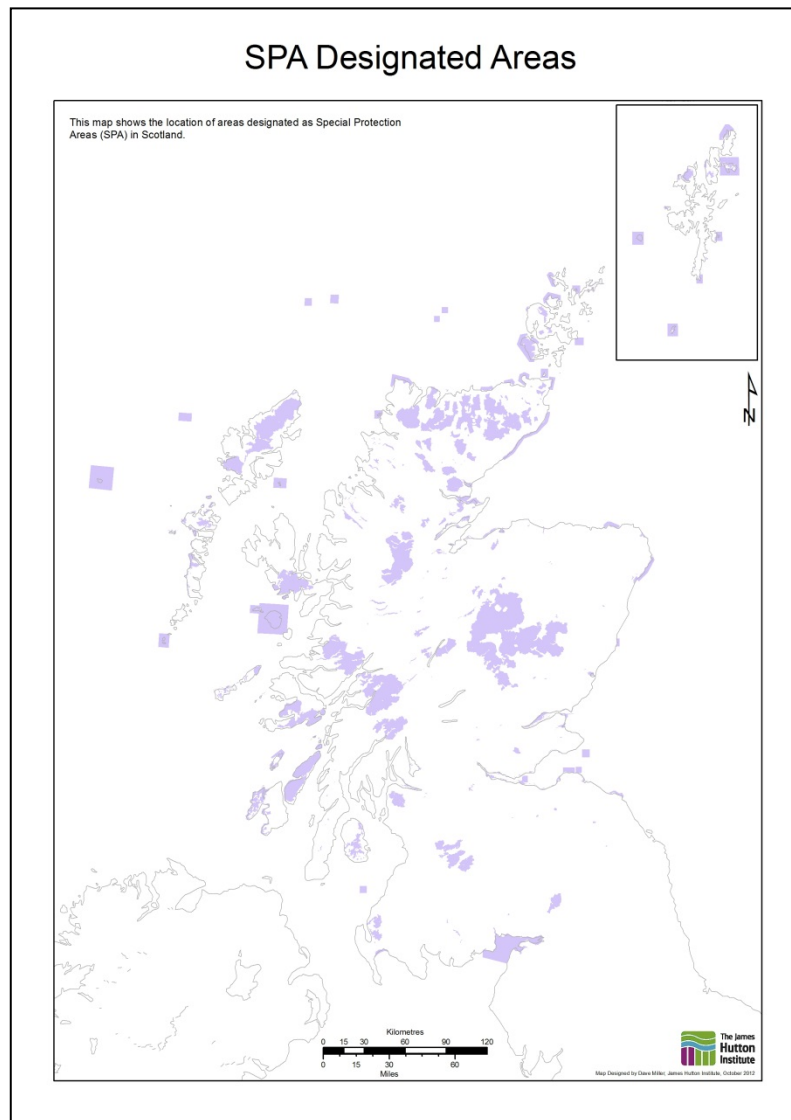 SPA Designated Areas
This map shows the location of areas designated as Special Protection
Areas (SPA) in Scotland.
N
Kilometres
0 15 30 60 90 120
0 15 30 60
Miles
The James
Hutton
Institute
Map Designed by Dave Miller, James Hutton Institute, October 2012